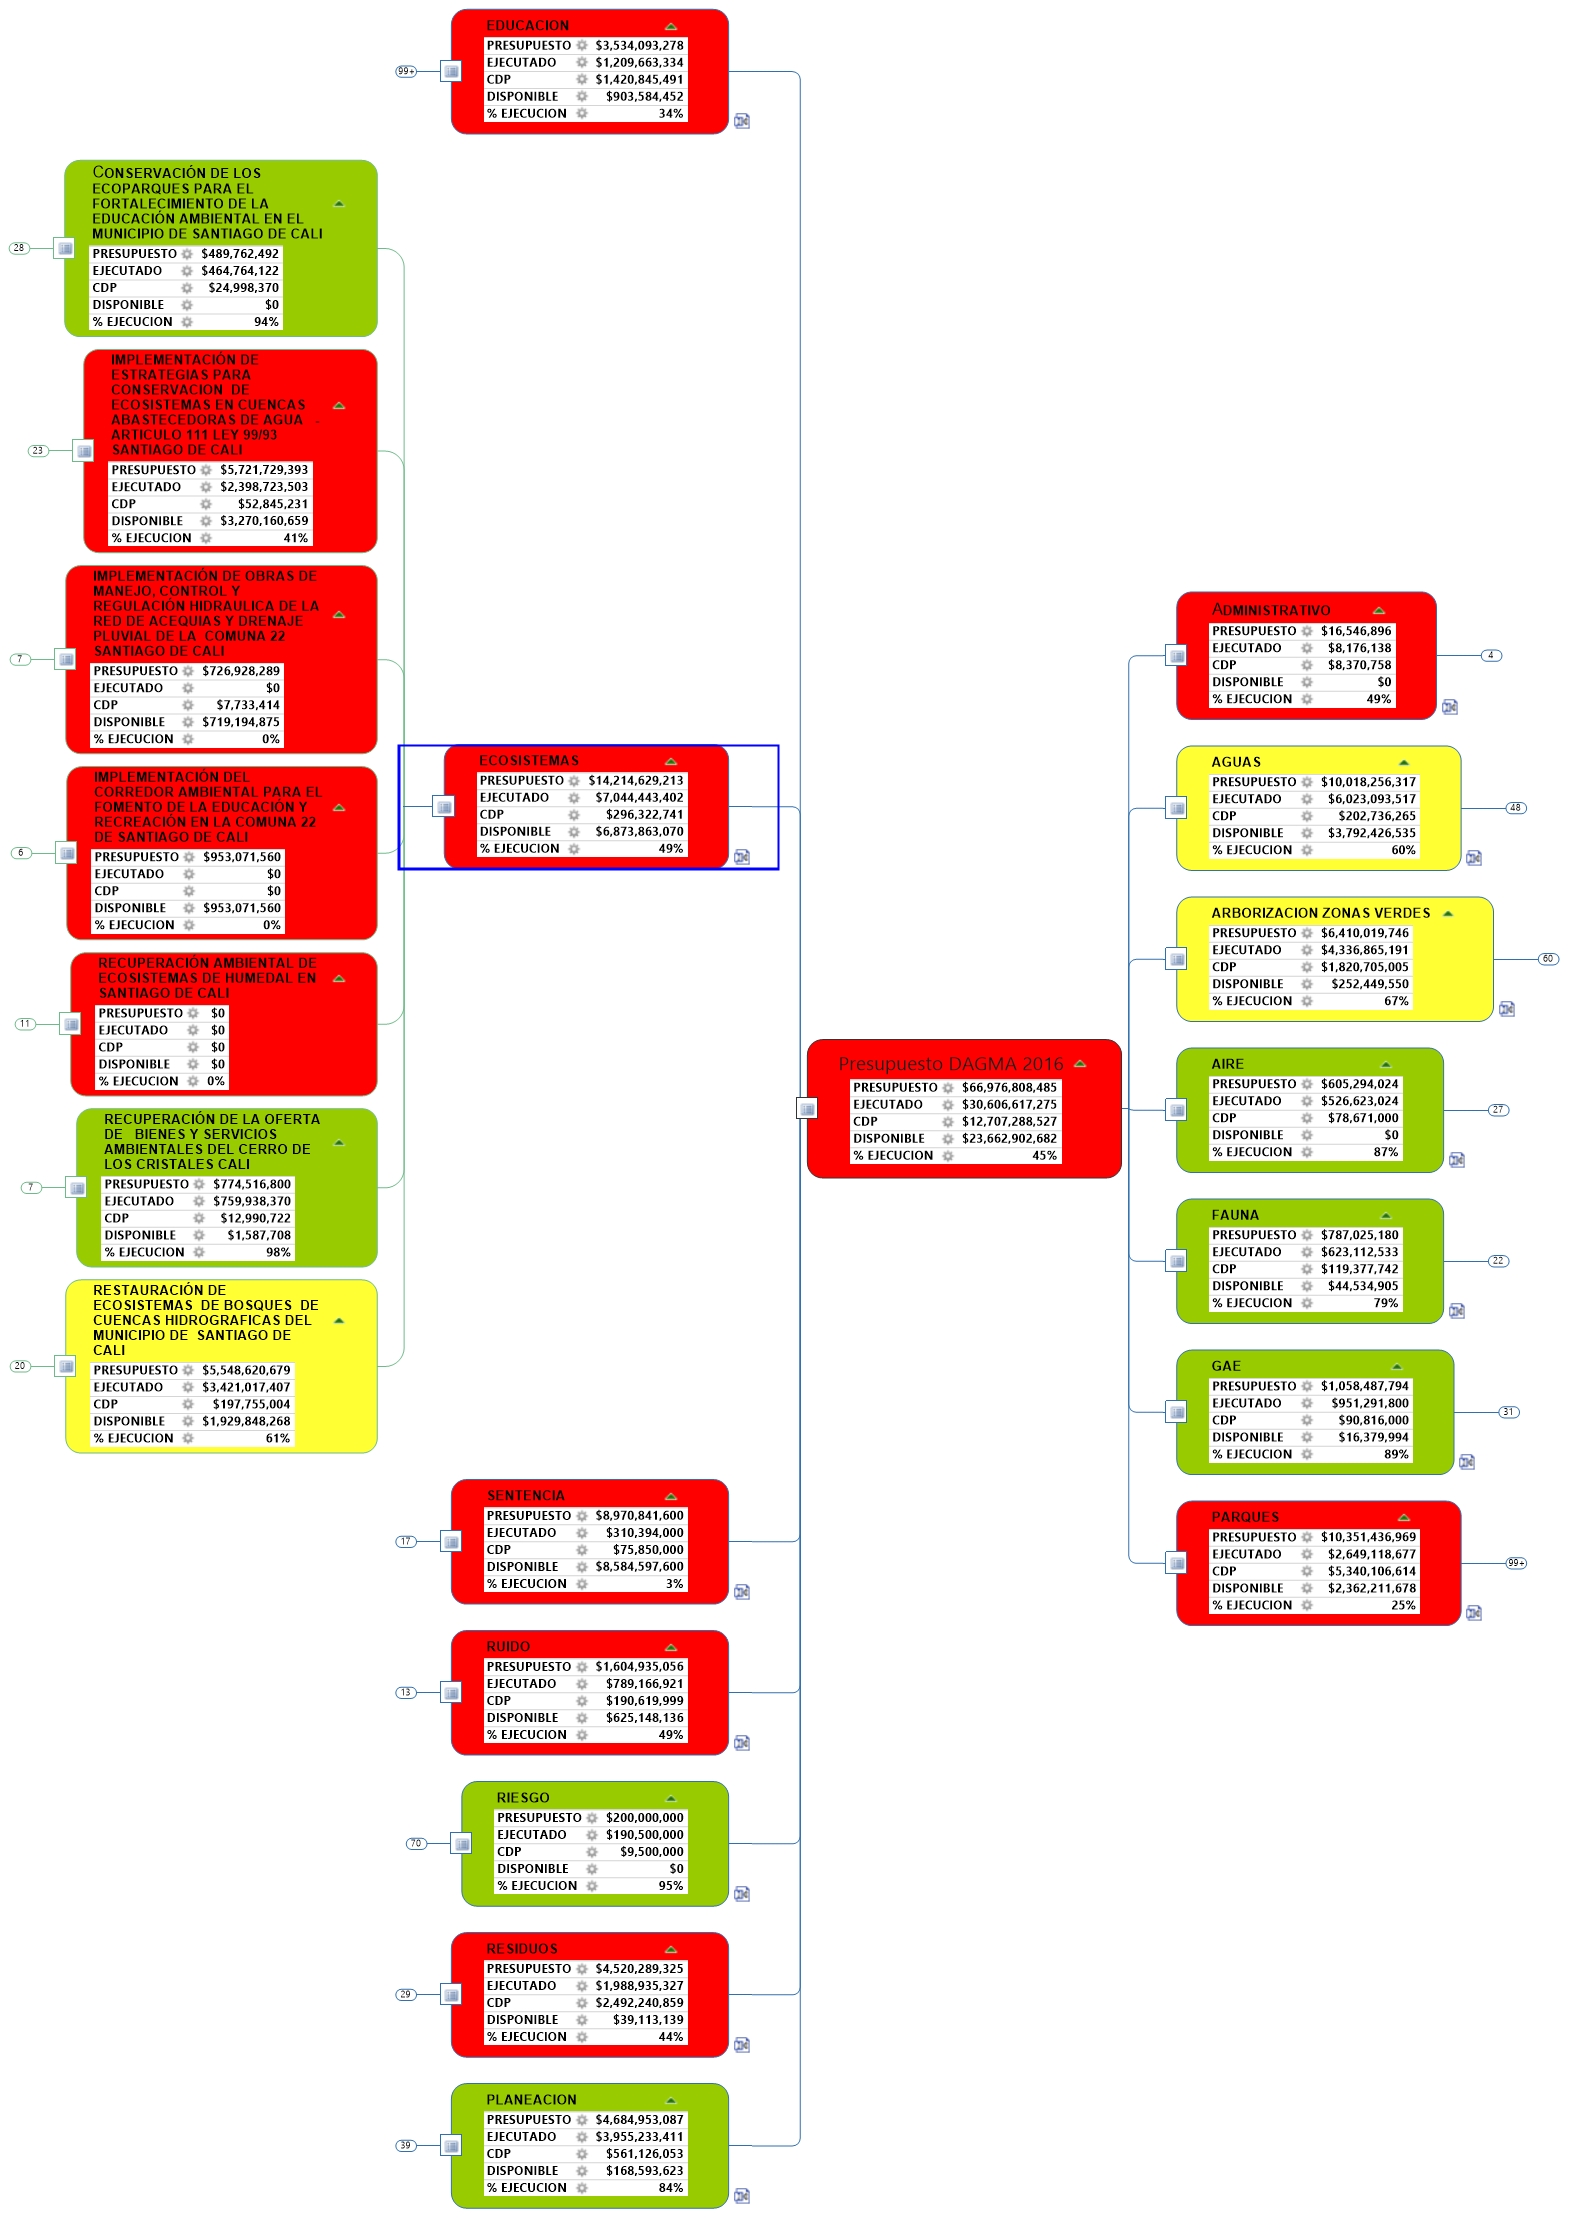 EDUCACION
PRESUPUESTO $3,534,093,278
EJECUTADO $1,209,663,334
CDP $1,420,845,491
DISPONIBLE $903,584,452
% EJECUCION 34%
99+
CONSERVACIÓN DE LOS
ECOPARQUES PARA EL
FORTALECIMIENTO DE LA
EDUCACIÓN AMBIENTAL EN EL
MUNICIPIO DE SANTIAGO DE CALI
PRESUPUESTO $489,762,492
EJECUTADO $464,764,122
CDP $24,998,370
DISPONIBLE $0
% EJECUCION 94%
28
IMPLEMENTACIÓN DE
ESTRATEGIAS PARA
CONSERVACION DE
ECOSISTEMAS EN CUENCAS
ABASTECEDORAS DE AGUA -
ARTICULO 111 LEY 99/93
SANTIAGO DE CALI
PRESUPUESTO $5,721,729,393
EJECUTADO $2,398,723,503
CDP $52,845,231
DISPONIBLE $3,270,160,659
% EJECUCION 41%
23
IMPLEMENTACIÓN DE OBRAS DE
MANEJO, CONTROL Y
REGULACIÓN HIDRAULICA DE LA
RED DE ACEQUIAS Y DRENAJE
PLUVIAL DE LA COMUNA 22
SANTIAGO DE CALI
PRESUPUESTO $726,928,289
EJECUTADO $0
CDP $7,733,414
DISPONIBLE $719,194,875
% EJECUCION 0%
7
IMPLEMENTACIÓN DEL
CORREDOR AMBIENTAL PARA EL
FOMENTO DE LA EDUCACIÓN Y
RECREACIÓN EN LA COMUNA 22
DE SANTIAGO DE CALI
PRESUPUESTO $953,071,560
EJECUTADO $0
CDP $0
DISPONIBLE $953,071,560
% EJECUCION 0%
6
RECUPERACIÓN AMBIENTAL DE
ECOSISTEMAS DE HUMEDAL EN
SANTIAGO DE CALI
PRESUPUESTO $0
EJECUTADO $0
CDP $0
DISPONIBLE $0
% EJECUCION 0%
11
RECUPERACIÓN DE LA OFERTA
DE BIENES Y SERVICIOS
AMBIENTALES DEL CERRO DE
LOS CRISTALES CALI
PRESUPUESTO $774,516,800
EJECUTADO $759,938,370
CDP $12,990,722
DISPONIBLE $1,587,708
% EJECUCION 98%
7
RESTAURACIÓN DE
ECOSISTEMAS DE BOSQUES DE
CUENCAS HIDROGRAFICAS DEL
MUNICIPIO DE SANTIAGO DE
CALI
PRESUPUESTO $5,548,620,679
EJECUTADO $3,421,017,407
CDP $197,755,004
DISPONIBLE $1,929,848,268
% EJECUCION 61%
20
ECOSISTEMAS
PRESUPUESTO $14,214,629,213
EJECUTADO $7,044,443,402
CDP $296,322,741
DISPONIBLE $6,873,863,070
% EJECUCION 49%
SENTENCIA
PRESUPUESTO $8,970,841,600
EJECUTADO $310,394,000
CDP $75,850,000
DISPONIBLE $8,584,597,600
% EJECUCION 3%
17
RUIDO
PRESUPUESTO $1,604,935,056
EJECUTADO $789,166,921
CDP $190,619,999
DISPONIBLE $625,148,136
% EJECUCION 49%
13
RIESGO
PRESUPUESTO $200,000,000
EJECUTADO $190,500,000
CDP $9,500,000
DISPONIBLE $0
% EJECUCION 95%
70
RESIDUOS
PRESUPUESTO $4,520,289,325
EJECUTADO $1,988,935,327
CDP $2,492,240,859
DISPONIBLE $39,113,139
% EJECUCION 44%
29
PLANEACION
PRESUPUESTO $4,684,953,087
EJECUTADO $3,955,233,411
CDP $561,126,053
DISPONIBLE $168,593,623
% EJECUCION 84%
39
Presupuesto DAGMA 2016
PRESUPUESTO $66,976,808,485
EJECUTADO $30,606,617,275
CDP $12,707,288,527
DISPONIBLE $23,662,902,682
% EJECUCION 45%
ADMINISTRATIVO
PRESUPUESTO $16,546,896
EJECUTADO $8,176,138
CDP $8,370,758
DISPONIBLE $0
% EJECUCION 49%
4
AGUAS
PRESUPUESTO $10,018,256,317
EJECUTADO $6,023,093,517
CDP $202,736,265
DISPONIBLE $3,792,426,535
% EJECUCION 60%
48
ARBORIZACION ZONAS VERDES
PRESUPUESTO $6,410,019,746
EJECUTADO $4,336,865,191
CDP $1,820,705,005
DISPONIBLE $252,449,550
% EJECUCION 67%
60
AIRE
PRESUPUESTO $605,294,024
EJECUTADO $526,623,024
CDP $78,671,000
DISPONIBLE $0
% EJECUCION 87%
27
FAUNA
PRESUPUESTO $787,025,180
EJECUTADO $623,112,533
CDP $119,377,742
DISPONIBLE $44,534,905
% EJECUCION 79%
22
GAE
PRESUPUESTO $1,058,487,794
EJECUTADO $951,291,800
CDP $90,816,000
DISPONIBLE $16,379,994
% EJECUCION 89%
31
PARQUES
PRESUPUESTO $10,351,436,969
EJECUTADO $2,649,118,677
CDP $5,340,106,614
DISPONIBLE $2,362,211,678
% EJECUCION 25%
99+